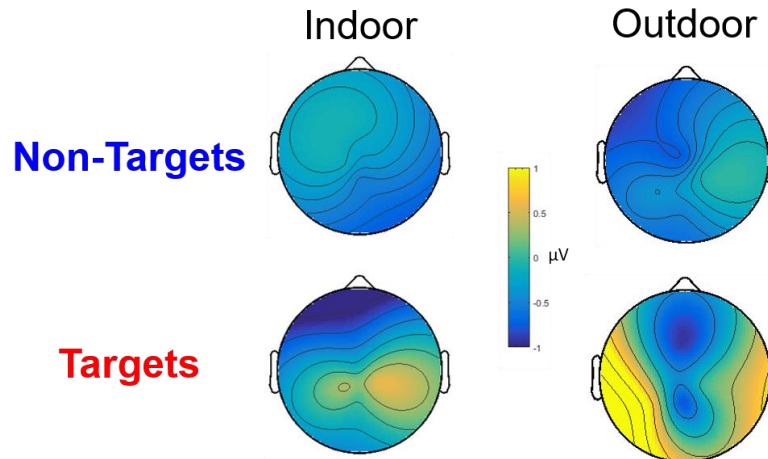 Indoor
Outdoor
Non-Targets
1
0.5
0
µV
-0.5
-1
Targets